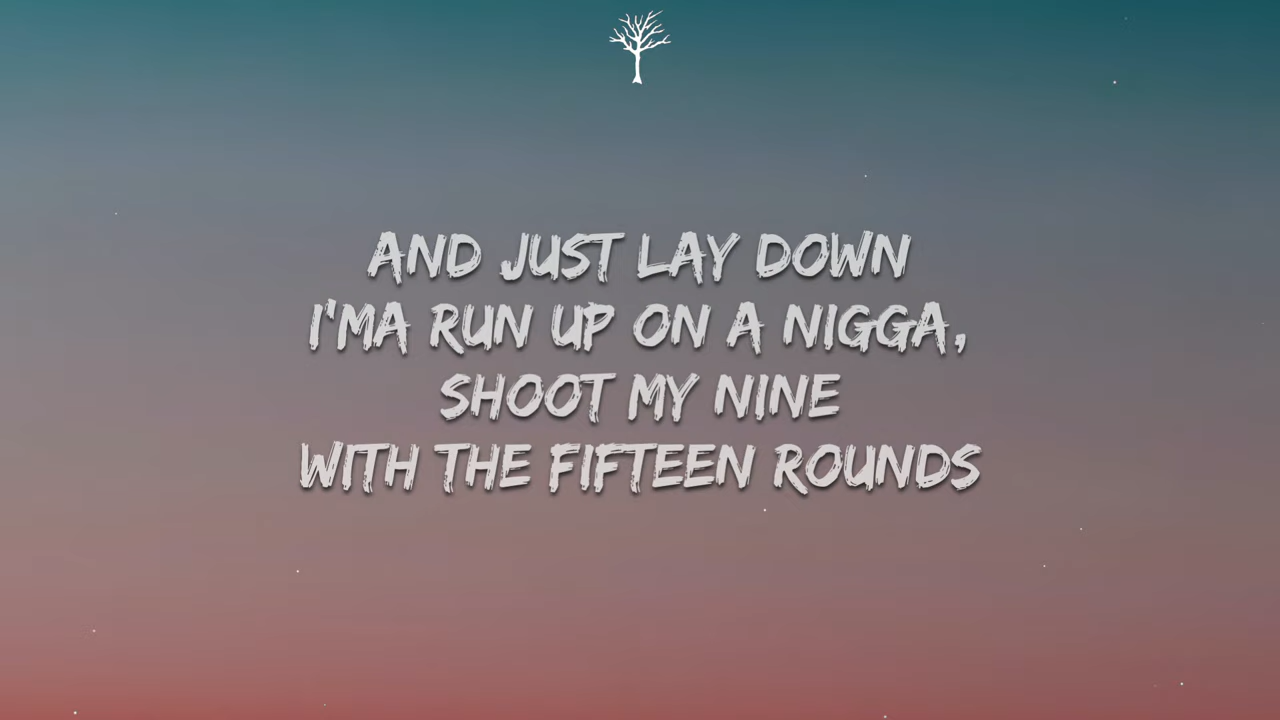 AND JUST LAY DOWN
I'MA RUN UP ON A NIGGA,
SHOOT MY NINE
WITH THE FIFTEEN ROUNDS